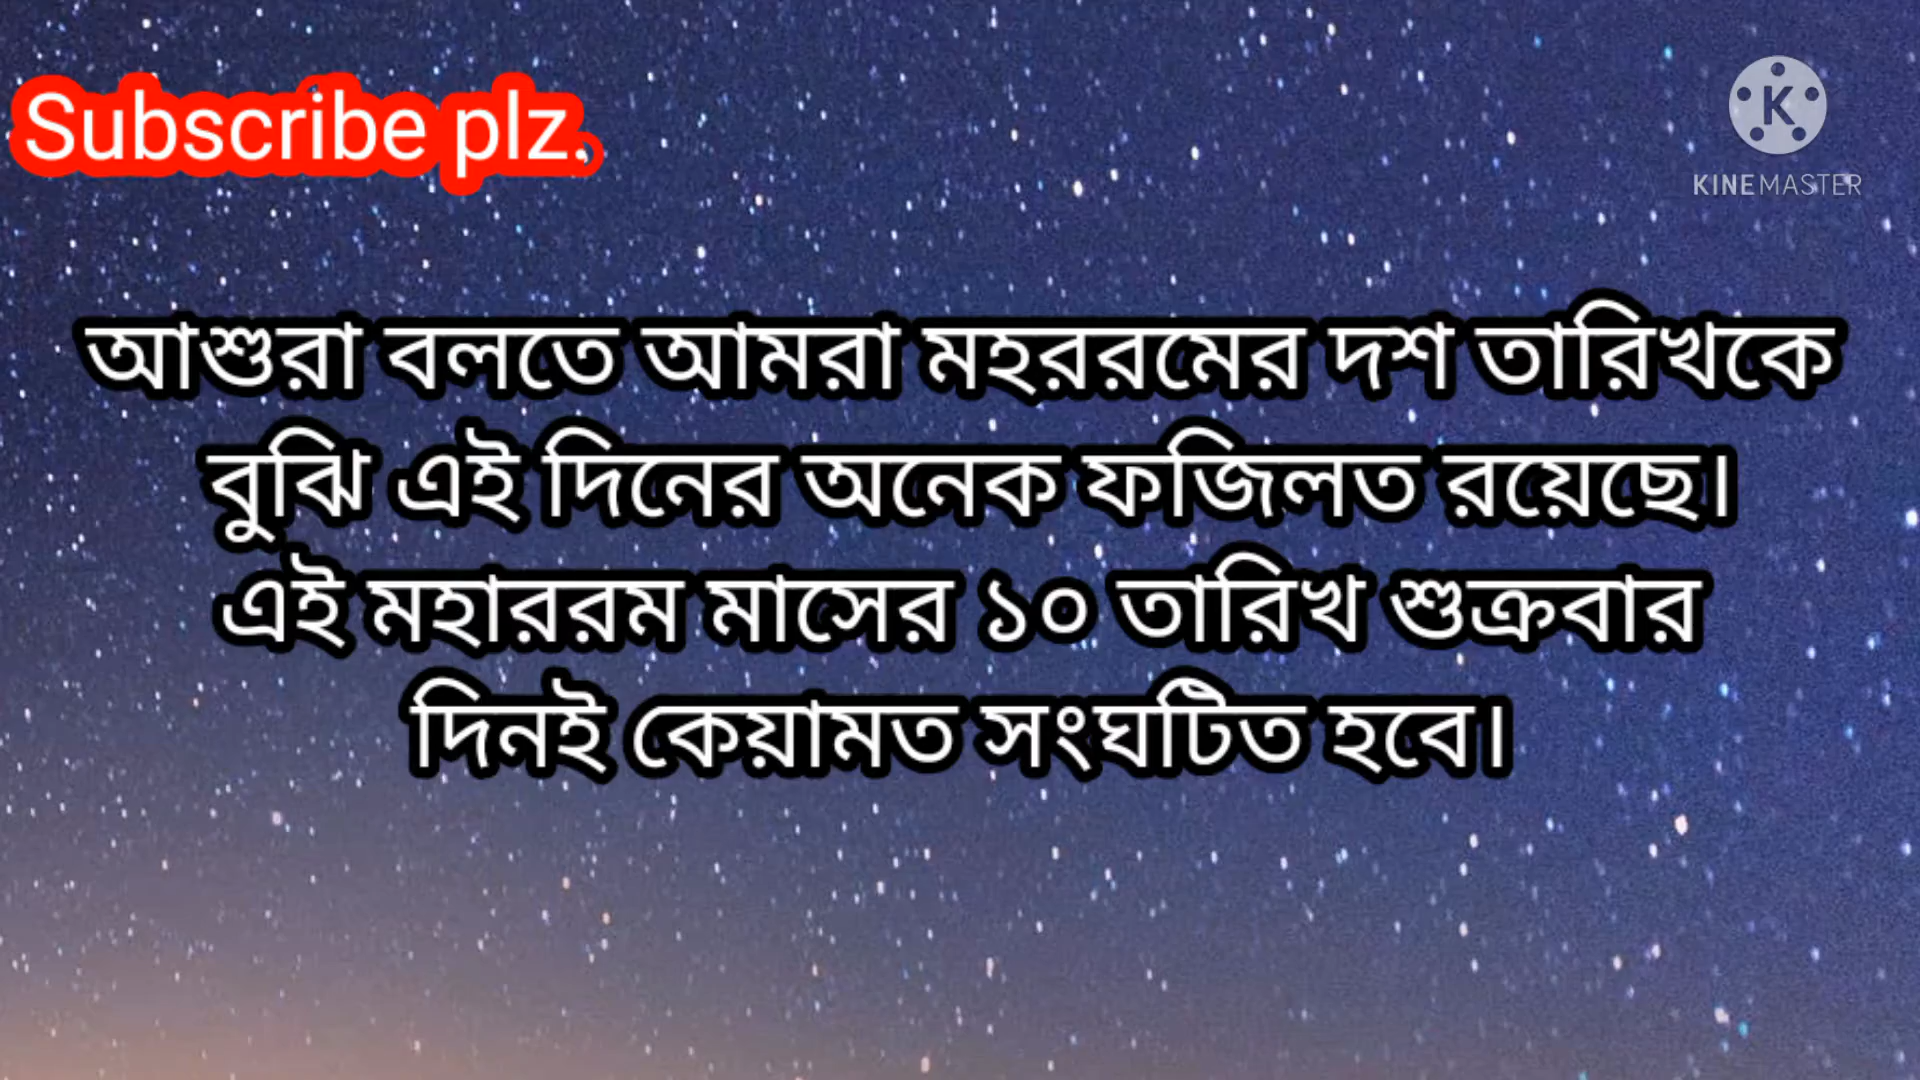 Subscribe plz.
KINEMASTER
আশুরা বলতে আমরা মহররমের দশ তারিখকে
বুঝি এই দিনের অনেক ফজিলত রয়েছে।
এই মহাররম মাসের ১০ তারিখ শুক্রবার
দিনই কেয়ামত সংঘটিত হবে।